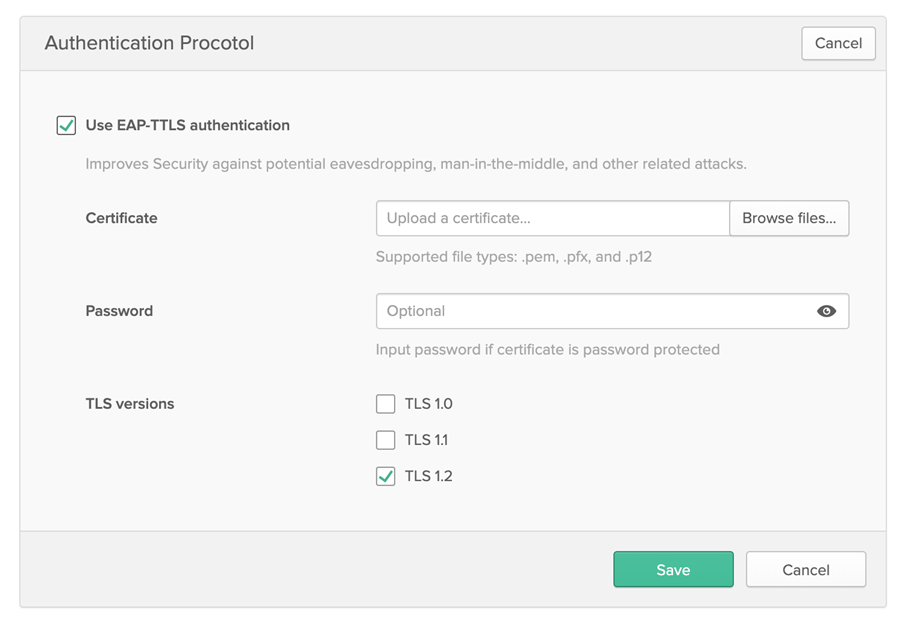 Authentication Procotol
Cancel
Use EAP-TTLS authentication
Improves Security against potential eavesdropping, man-in-the-middle, and other related attacks.
Certificate
Upload a certificate...
Browse files...
Supported file types: .pem, .pfx, and .p12
Password
Optional
Input password if certificate is password protected
TLS versions
TLS 1.0
TLS 1.1
TLS 1.2
Save
Cancel